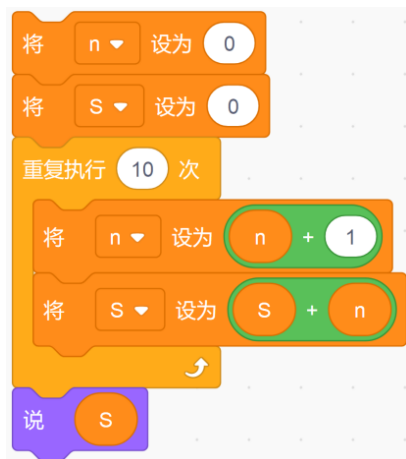 将 n 设为 0
将 S 设为 0
重复执行 10 次
将 n 设为 n + 1
将 S 设为 S + n
说 S